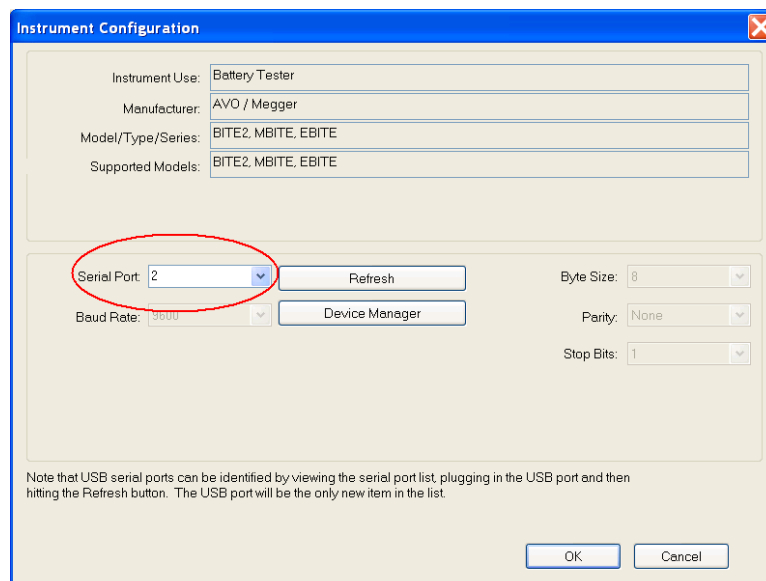 Instrument Configuration
Instrument Use: Battery Tester
Manufacturer: AVO / Megger
Model/Type/Series: BITE2, MBITE, EBITE
Supported Models: BITE2, MBITE, EBITE
Serial Port: 2 Refresh Byte Size: 8
Baud Rate: 9600 Device Manager Parity: None
Stop Bits: 1
Note that USB serial ports can be identified by viewing the serial port list, plugging in the USB port and then
hitting the Refresh button. The USB port will be the only new item in the list.
OK Cancel